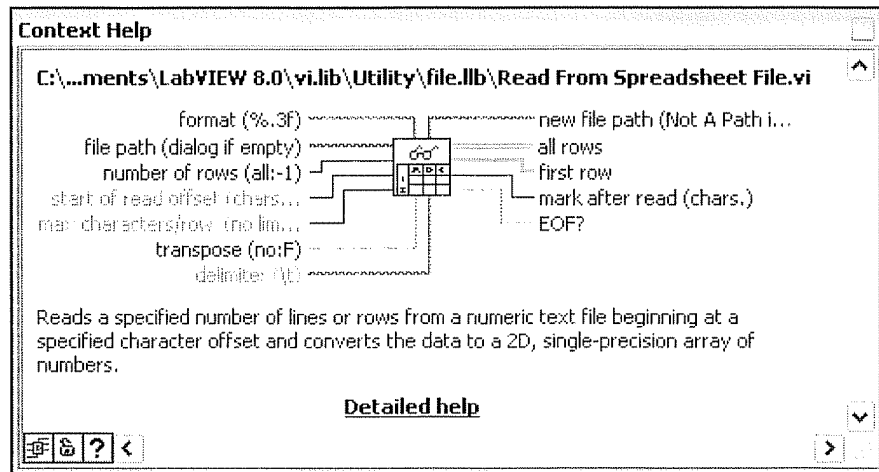 Context Help
C:\...ments\LabVIEW 8.0\vi.lib\Utility\file.llb\Read From Spreadsheet File.vi
format (%.3f)
file path (dialog if empty)
number of rows (all:-1)
start of read offset (chars...
max characters/row (no lim...
transpose (no:F)
delimiter (\t)
new file path (Not A Path i...
all rows
first row
mark after read (chars.)
EOF?
Reads a specified number of lines or rows from a numeric text file beginning at a
specified character offset and converts the data to a 2D, single-precision array of
numbers.
Detailed help
?